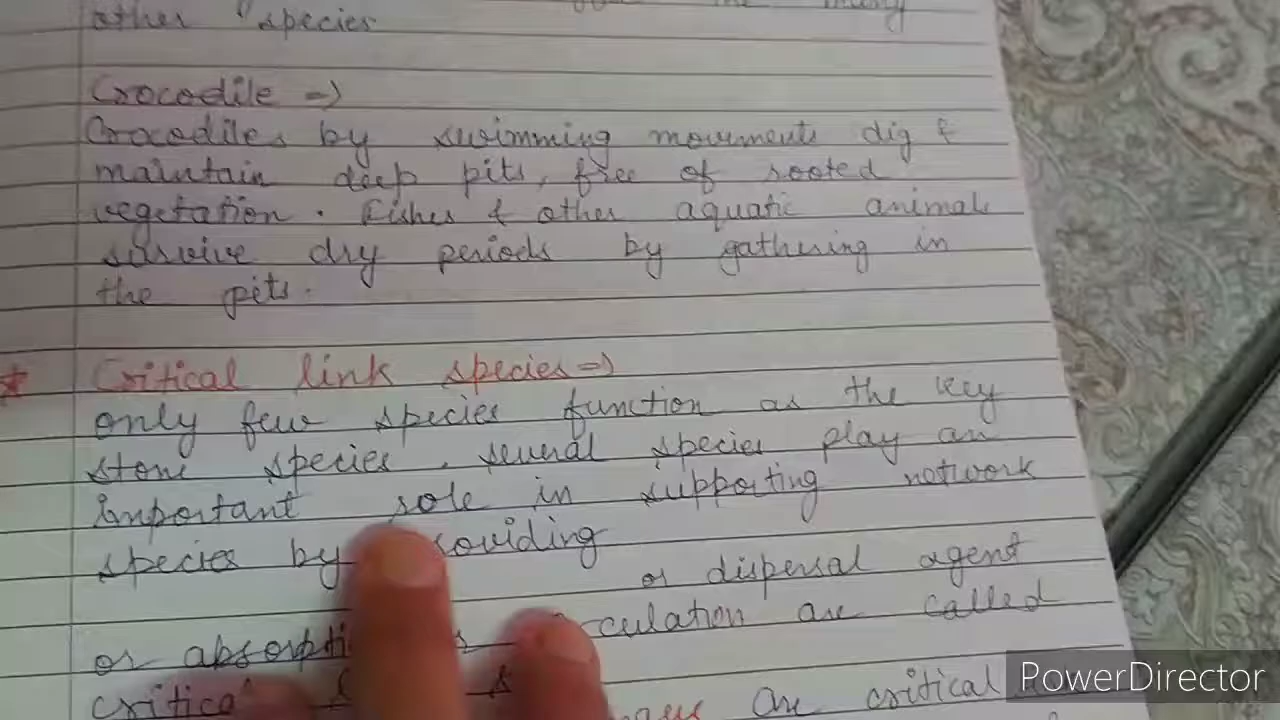 other species
Crocodile =>
Crocodiles by swimming movements dig &
maintain deep pits, free of rooted
vegetation. Fishes & other aquatic animals
survive dry periods by gathering in
the pits.
* Critical link species =>
only few species function as the key
stone species. several species play an
important role in supporting network
species by
or dispersal agent
or are called
are critical
PowerDirector